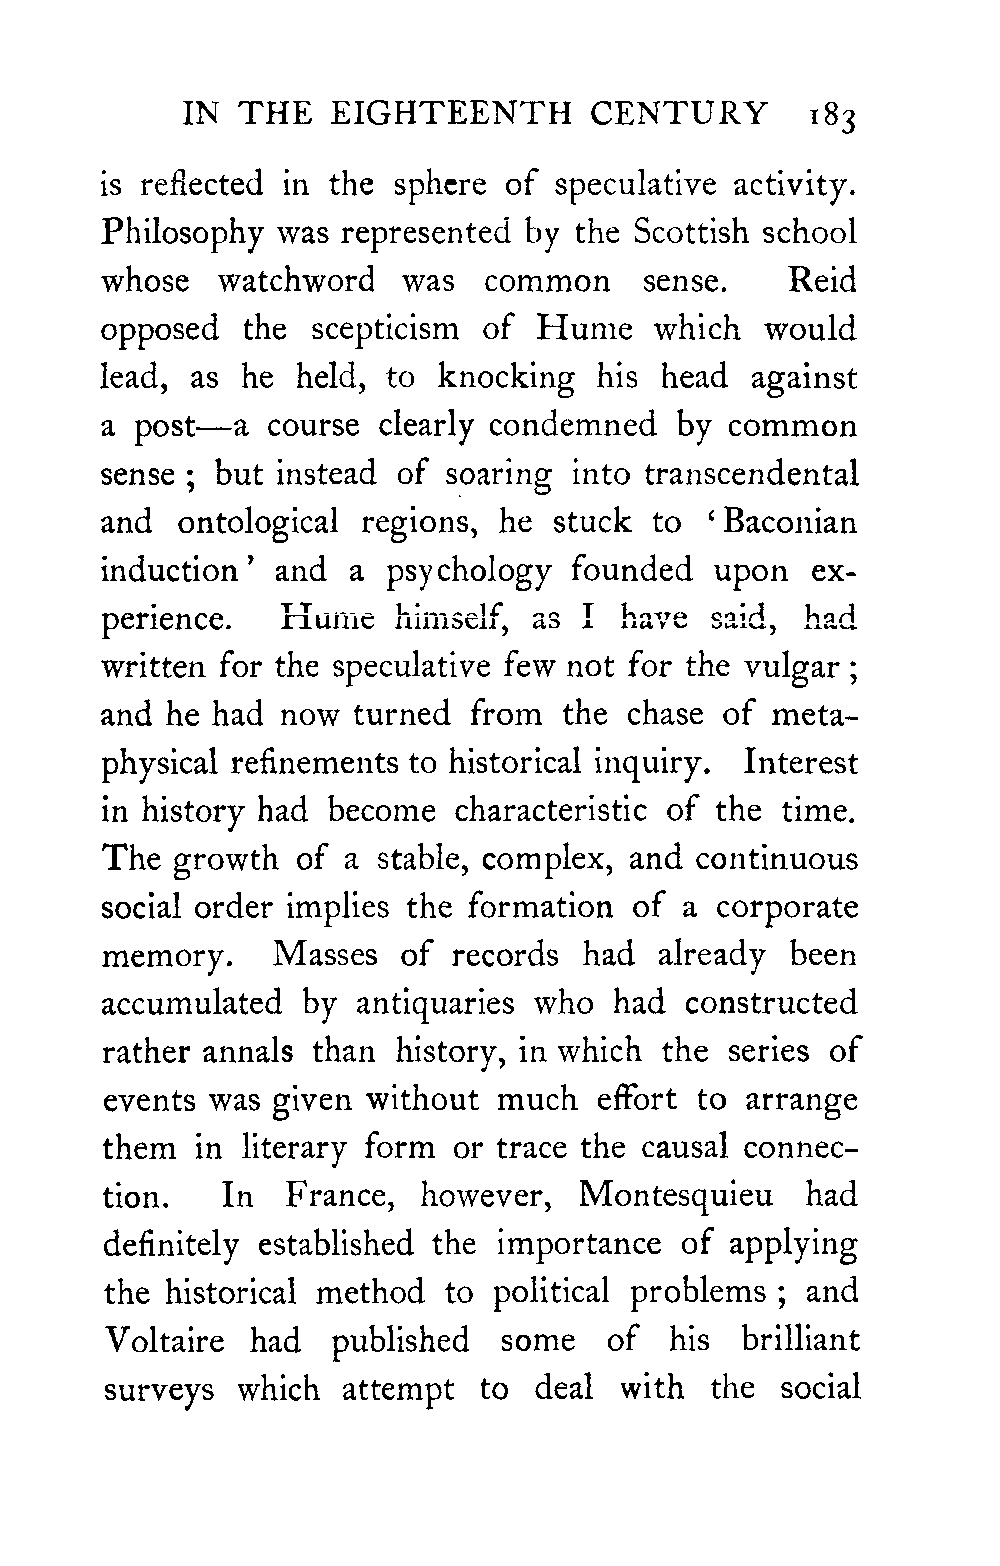 IN THE EIGHTEENTH CENTURY 183
is reflected in the sphere of speculative activity.
Philosophy was represented by the Scottish school
whose watchword was common sense. Reid
opposed the scepticism of Hume which would
lead, as he held, to knocking his head against
a post—a course clearly condemned by common
sense ; but instead of soaring into transcendental
and ontological regions, he stuck to ‘ Baconian
induction ’ and a psychology founded upon ex-
perience. Hume himself, as I have said, had
written for the speculative few not for the vulgar ;
and he had now turned from the chase of meta-
physical refinements to historical inquiry. Interest
in history had become characteristic of the time.
The growth of a stable, complex, and continuous
social order implies the formation of a corporate
memory. Masses of records had already been
accumulated by antiquaries who had constructed
rather annals than history, in which the series of
events was given without much effort to arrange
them in literary form or trace the causal connec-
tion. In France, however, Montesquieu had
definitely established the importance of applying
the historical method to political problems ; and
Voltaire had published some of his brilliant
surveys which attempt to deal with the social